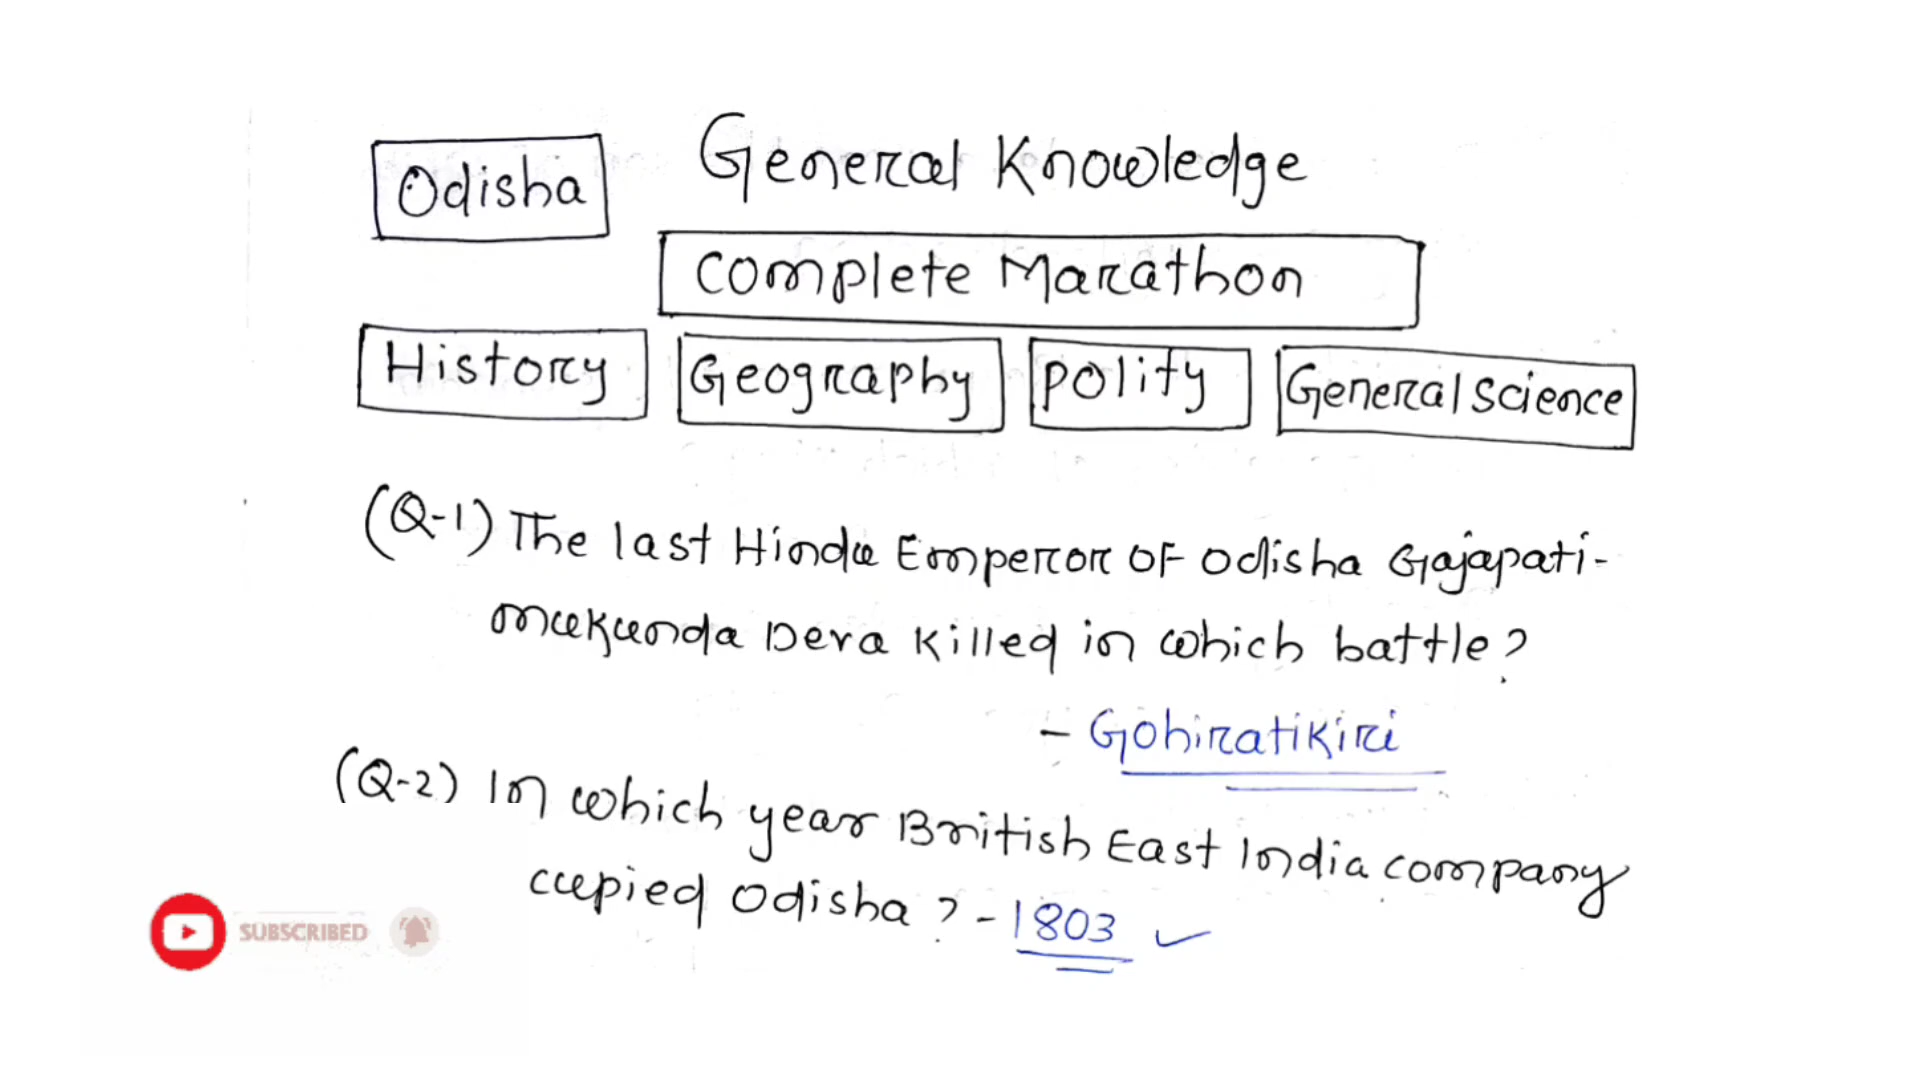 Odisha
General Knowledge
Complete Marathon
History
Geography
Polity
General Science
(Q-1) The last Hindu Emperor of Odisha Gajapati-
mukunda Deva killed in which battle?
- Gohiratikiri
(Q-2) In which year British East India company
cupied Odisha? - 1803 ✓
SUBSCRIBED